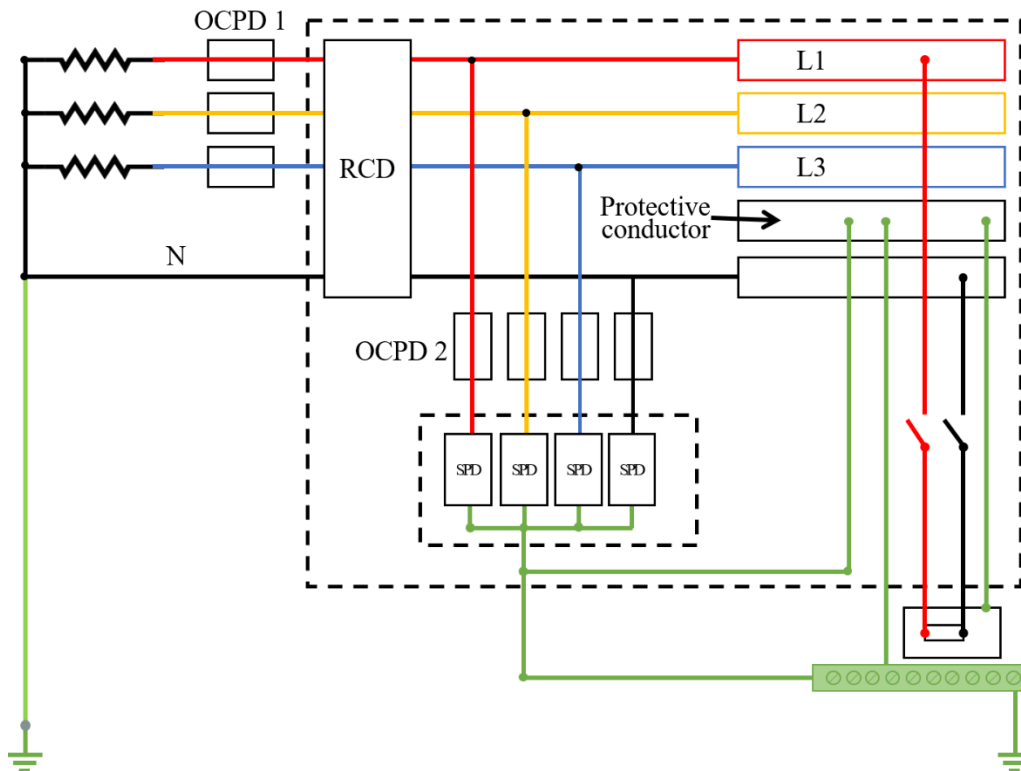 OCPD 1
L1
L2
RCD
L3
Protective
conductor
N
OCPD 2
SPD SPD SPD SPD